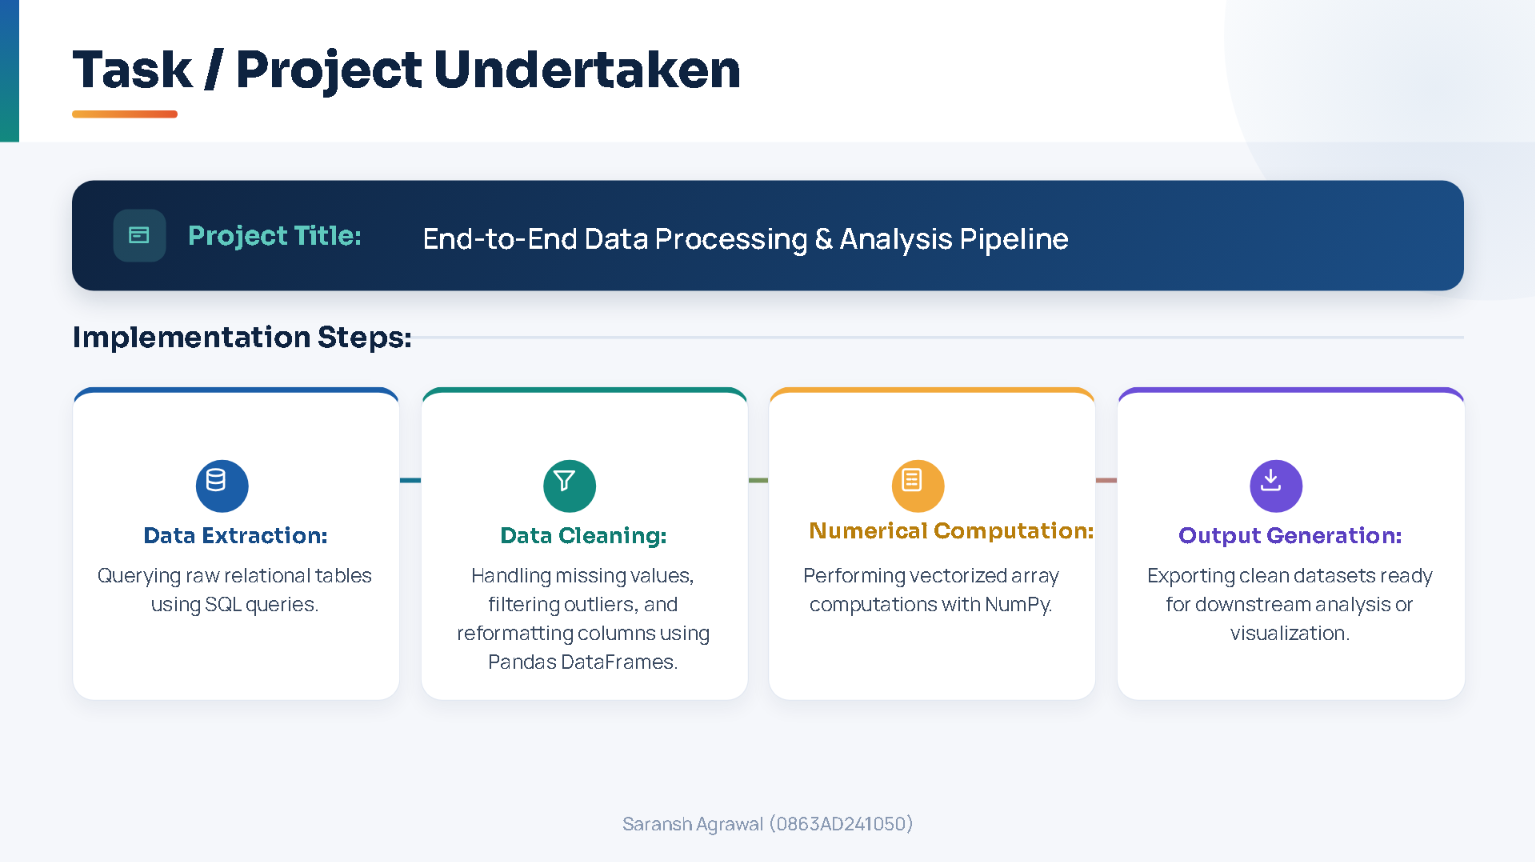 Task / Project Undertaken
Project Title:
End-to-End Data Processing & Analysis Pipeline
Implementation Steps:
Data Extraction:
Querying raw relational tables
using SQL queries.
Data Cleaning:
Handling missing values,
filtering outliers, and
reformatting columns using
Pandas DataFrames.
Numerical Computation:
Performing vectorized array
computations with NumPy.
Output Generation:
Exporting clean datasets ready
for downstream analysis or
visualization.
Saransh Agrawal (0863AD241050)